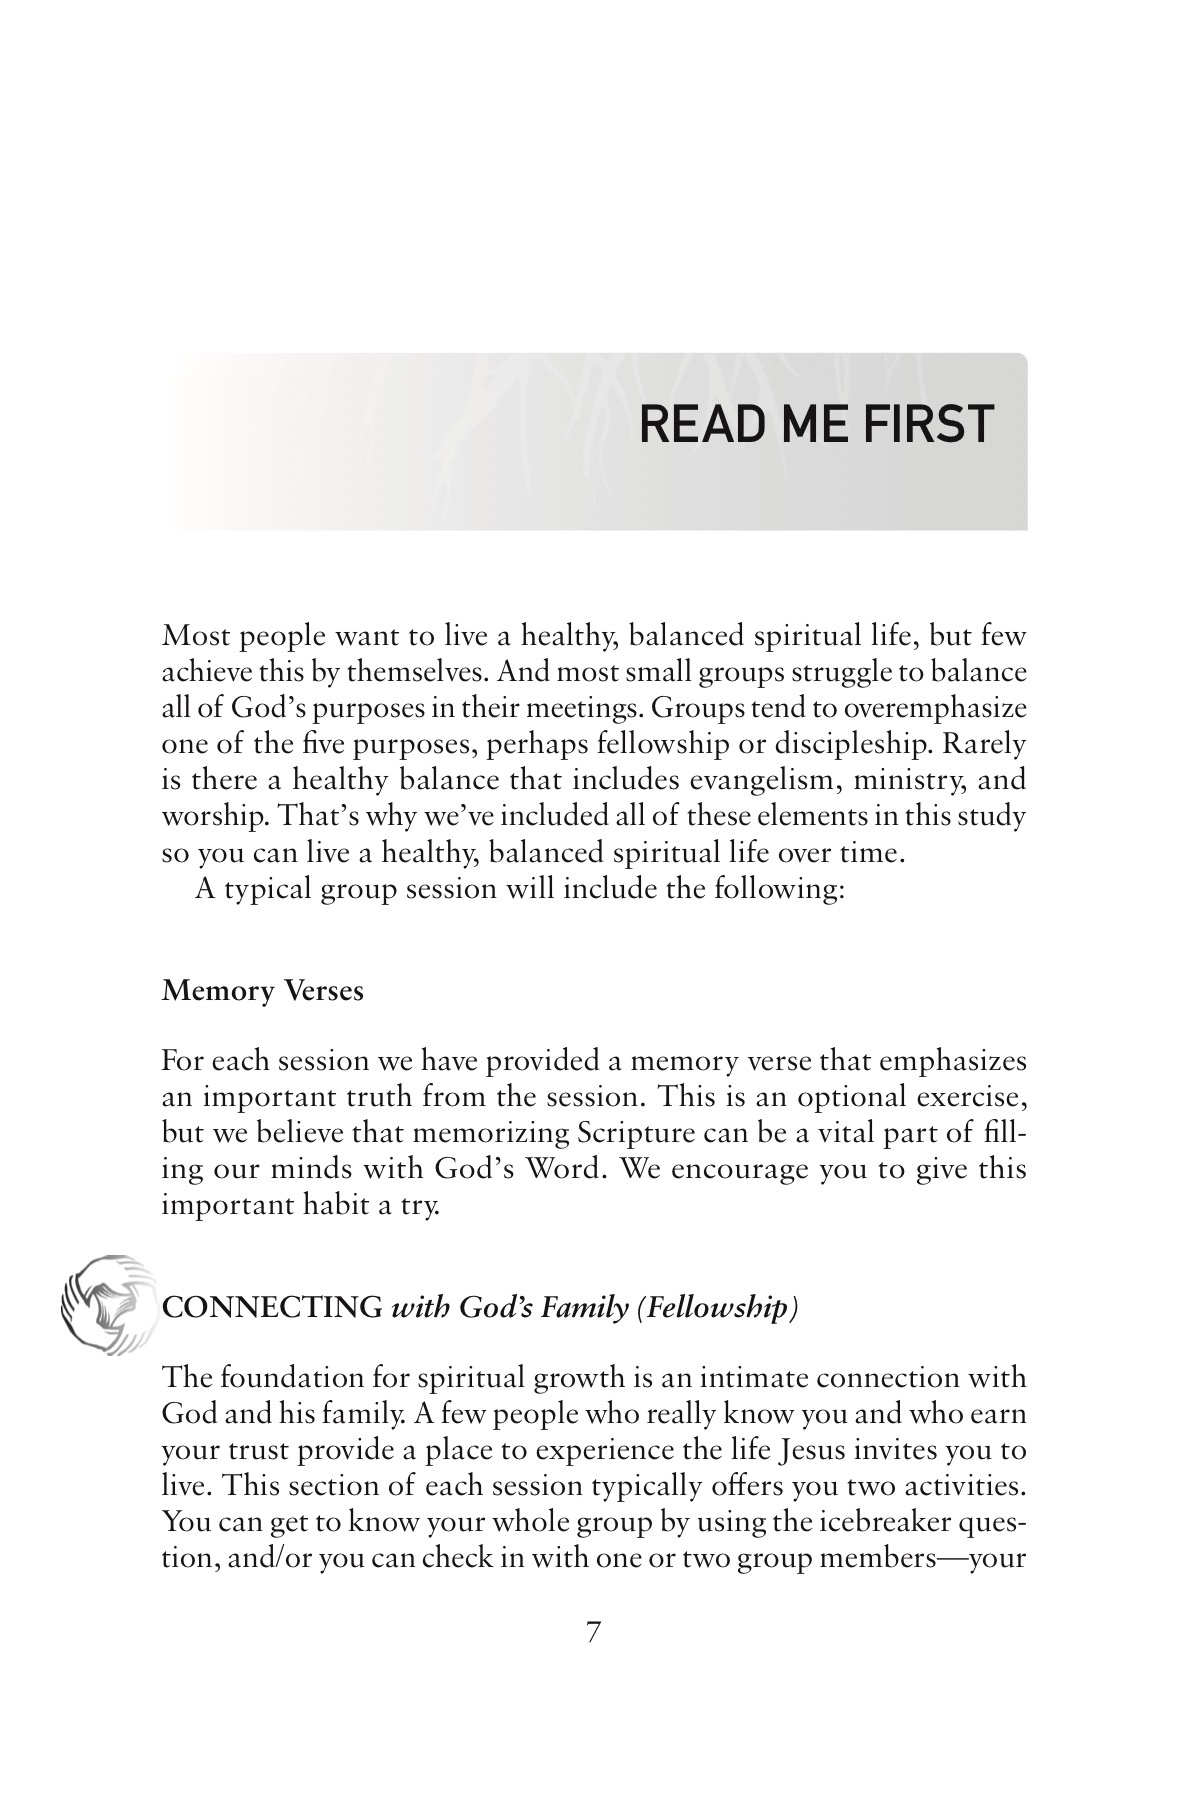 READ ME FIRST
Most people want to live a healthy, balanced spiritual life, but few
achieve this by themselves. And most small groups struggle to balance
all of God’s purposes in their meetings. Groups tend to overemphasize
one of the five purposes, perhaps fellowship or discipleship. Rarely
is there a healthy balance that includes evangelism, ministry, and
worship. That’s why we’ve included all of these elements in this study
so you can live a healthy, balanced spiritual life over time.
A typical group session will include the following:
Memory Verses
For each session we have provided a memory verse that emphasizes
an important truth from the session. This is an optional exercise,
but we believe that memorizing Scripture can be a vital part of fill-
ing our minds with God’s Word. We encourage you to give this
important habit a try.
CONNECTING with God’s Family (Fellowship)
The foundation for spiritual growth is an intimate connection with
God and his family. A few people who really know you and who earn
your trust provide a place to experience the life Jesus invites you to
live. This section of each session typically offers you two activities.
You can get to know your whole group by using the icebreaker ques-
tion, and/or you can check in with one or two group members—your
7